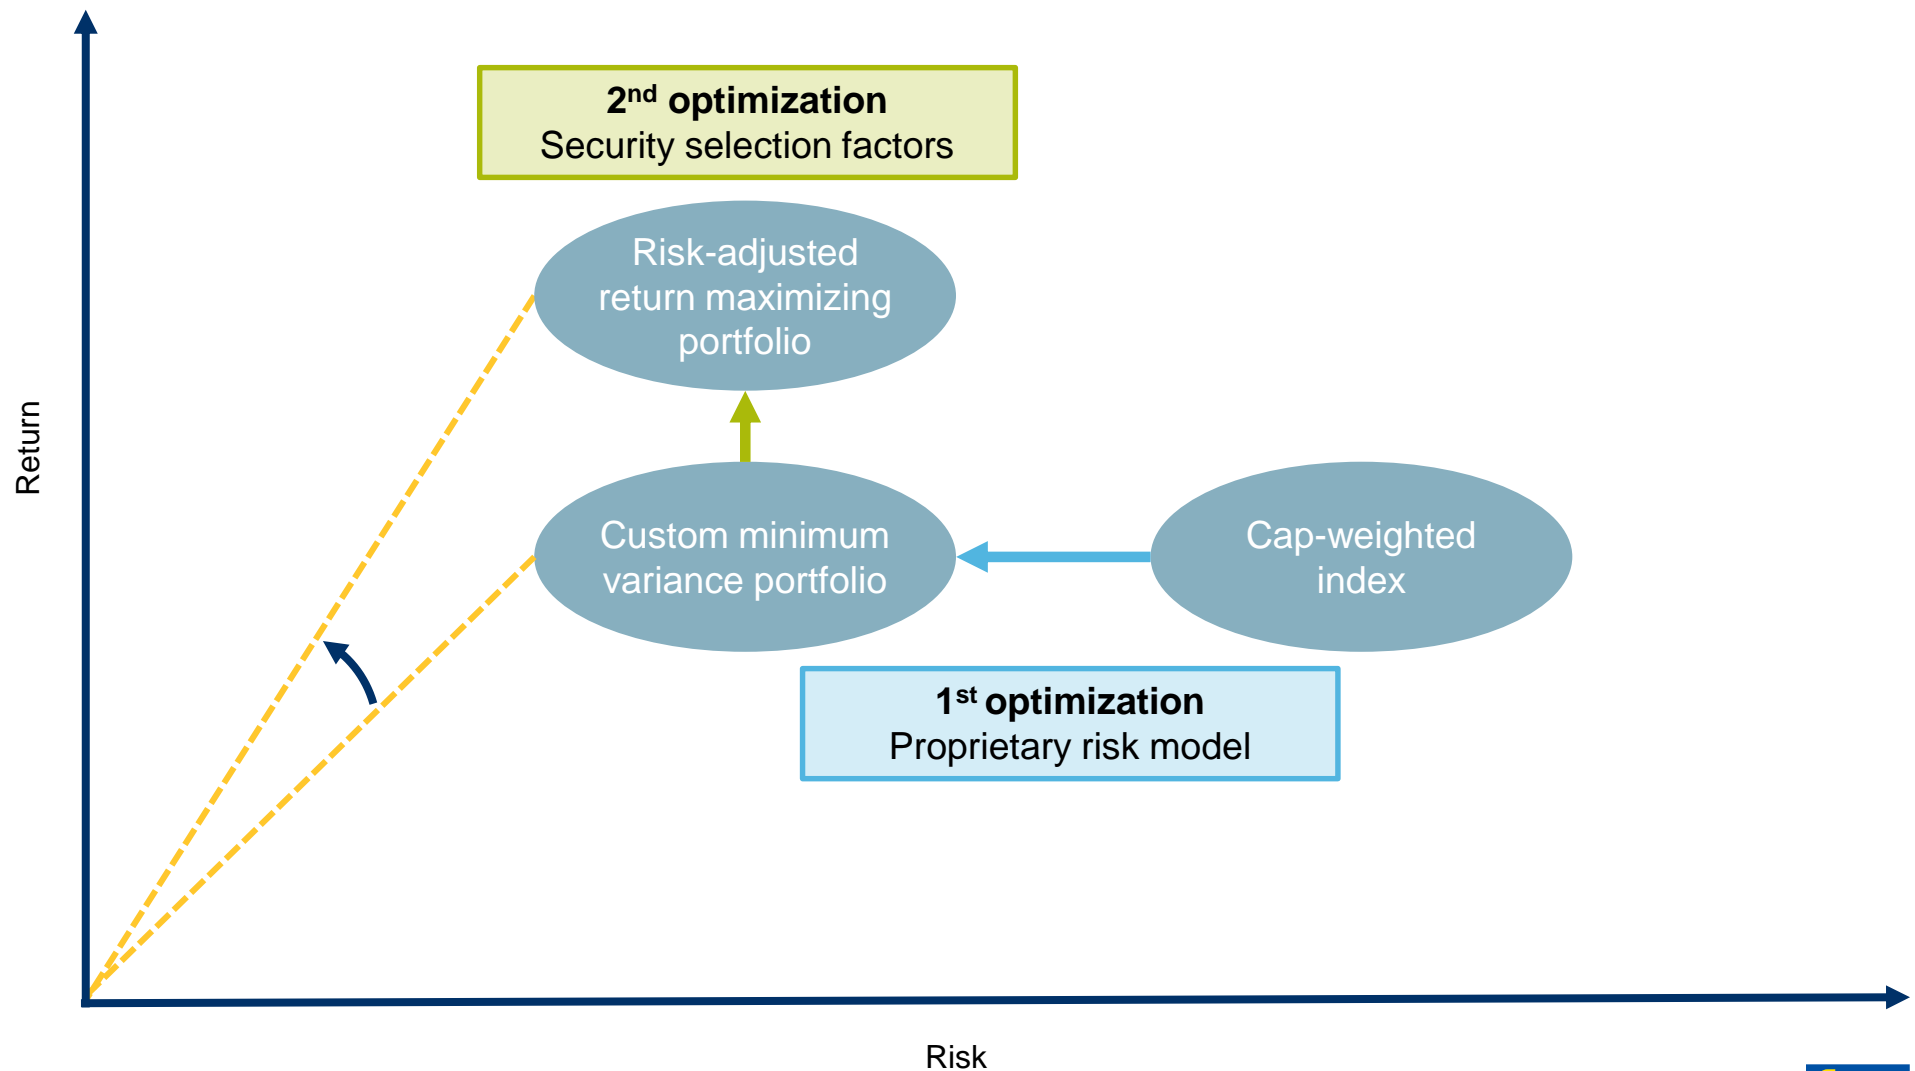 2nd optimization
Security selection factors
Risk-adjusted
return maximizing
portfolio
Return
Custom minimum
variance portfolio
Cap-weighted
index
1st optimization
Proprietary risk model
Risk